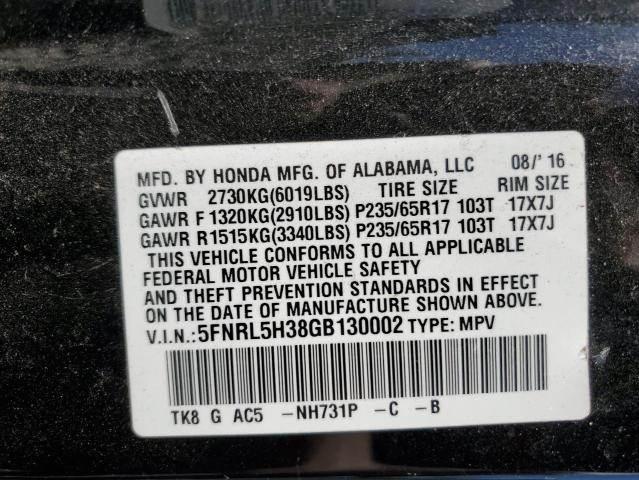 MFD. BY HONDA MFG. OF ALABAMA, LLC 08/'16
GVWR 2730KG(6019LBS) TIRE SIZE RIM SIZE
GAWR F 1320KG(2910LBS) P235/65R17 103T 17X7J
GAWR R1515KG(3340LBS) P235/65R17 103T 17X7J
THIS VEHICLE CONFORMS TO ALL APPLICABLE
FEDERAL MOTOR VEHICLE SAFETY
AND THEFT PREVENTION STANDARDS IN EFFECT
ON THE DATE OF MANUFACTURE SHOWN ABOVE.
V.I.N.:5FNRL5H38GB130002 TYPE: MPV
TK8 G AC5 -NH731P -C -B